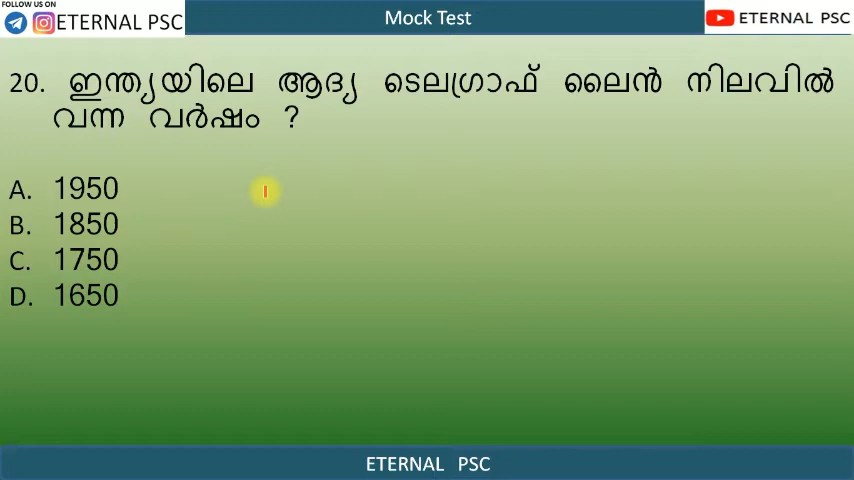 FOLLOW US ON
ETERNAL PSC
Mock Test
ETERNAL PSC
20. ഇന്ത്യയിലെ ആദ്യ ടെലഗ്രാഫ് ലൈൻ നിലവിൽ
വന്ന വർഷം ?
A. 1950
B. 1850
C. 1750
D. 1650
ETERNAL PSC